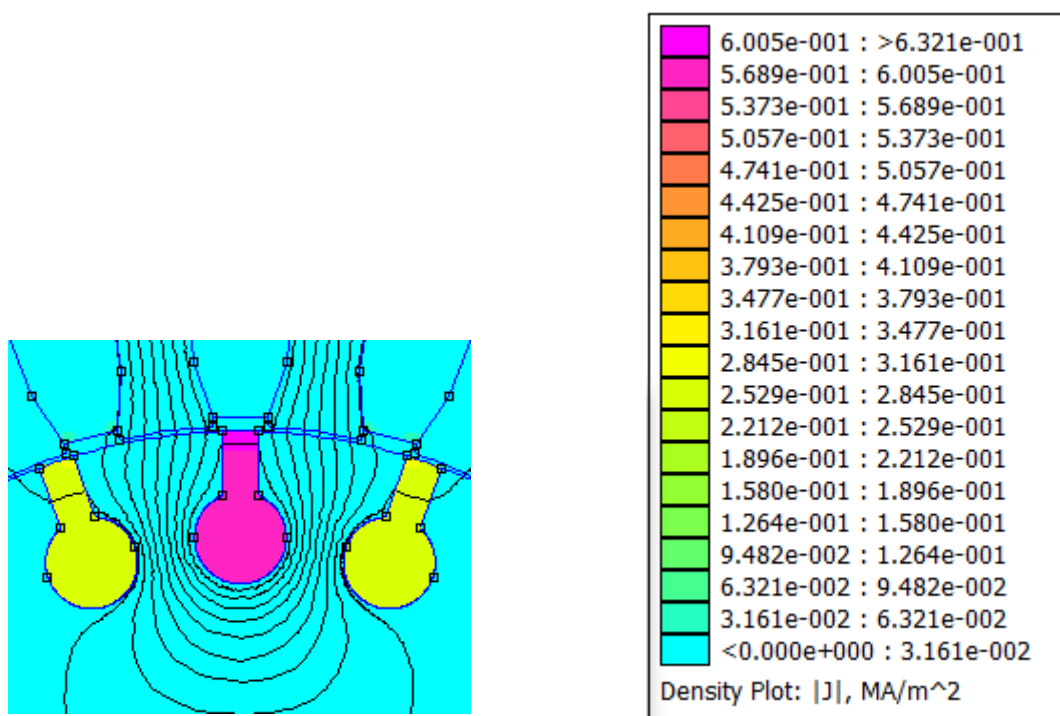 6.005e-001 : >6.321e-001
5.689e-001 : 6.005e-001
5.373e-001 : 5.689e-001
5.057e-001 : 5.373e-001
4.741e-001 : 5.057e-001
4.425e-001 : 4.741e-001
4.109e-001 : 4.425e-001
3.793e-001 : 4.109e-001
3.477e-001 : 3.793e-001
3.161e-001 : 3.477e-001
2.845e-001 : 3.161e-001
2.529e-001 : 2.845e-001
2.212e-001 : 2.529e-001
1.896e-001 : 2.212e-001
1.580e-001 : 1.896e-001
1.264e-001 : 1.580e-001
9.482e-002 : 1.264e-001
6.321e-002 : 9.482e-002
3.161e-002 : 6.321e-002
<0.000e+000 : 3.161e-002
Density Plot: |J|, MA/m^2